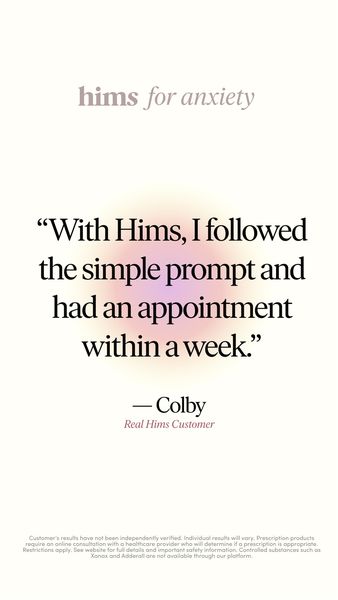 hims for anxiety
“With Hims, I followed
the simple prompt and
had an appointment
within a week.”
— Colby
Real Hims Customer
Customer's results have not been independently verified. Individual results will vary. Prescription products
require an online consultation with a healthcare provider who will determine if a prescription is appropriate.
Restrictions apply. See website for full details and important safety information. Controlled substances such as
Xanax and Adderall are not available through our platform